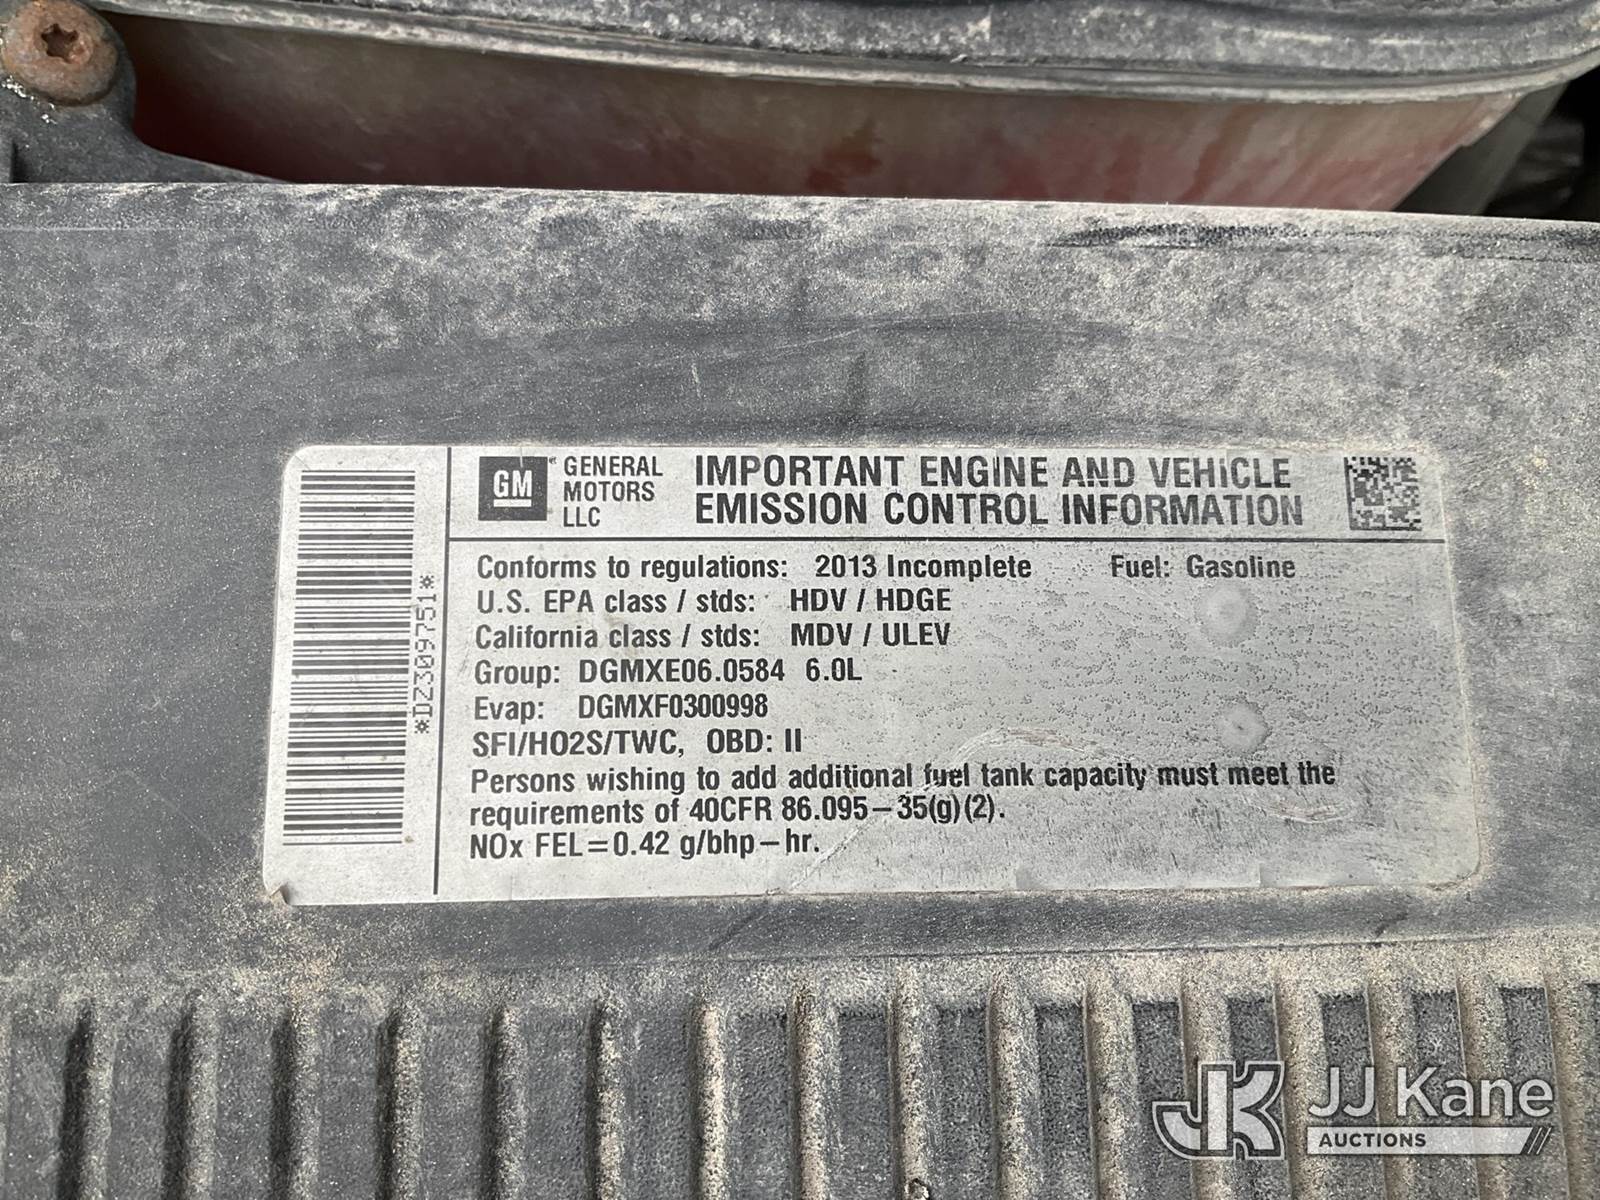 GM GENERAL MOTORS LLC
IMPORTANT ENGINE AND VEHICLE
EMISSION CONTROL INFORMATION
Conforms to regulations: 2013 Incomplete Fuel: Gasoline
U.S. EPA class / stds: HDV / HDGE
California class / stds: MDV / ULEV
Group: DGMXE06.0584 6.0L
Evap: DGMXF0300998
SFI/HO2S/TWC, OBD: II
Persons wishing to add additional fuel tank capacity must meet the
requirements of 40CFR 86.095-35(g)(2).
NOx FEL=0.42 g/bhp-hr.
*DZ309751*
JK JJ Kane
AUCTIONS